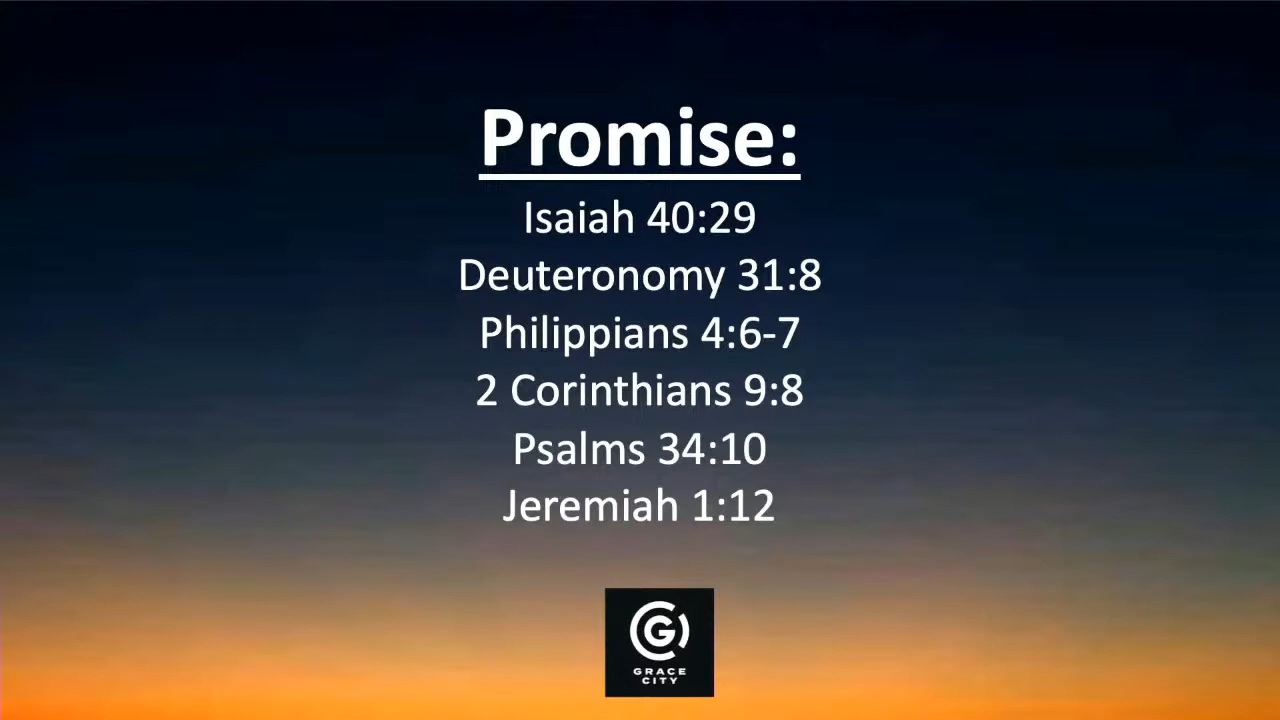 Promise:
Isaiah 40:29
Deuteronomy 31:8
Philippians 4:6-7
2 Corinthians 9:8
Psalms 34:10
Jeremiah 1:12
G
GRACE
CITY